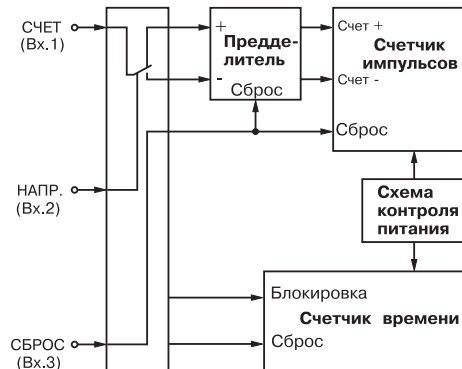 СЧЕТ
(Вх.1)
НАПР.
(Вх.2)
СБРОС
(Вх.3)
+
-
Предде-
литель
Сброс
Счет +
Счетчик
импульсов
Счет -
Сброс
Схема
контроля
питания
Блокировка
Счетчик времени
Сброс